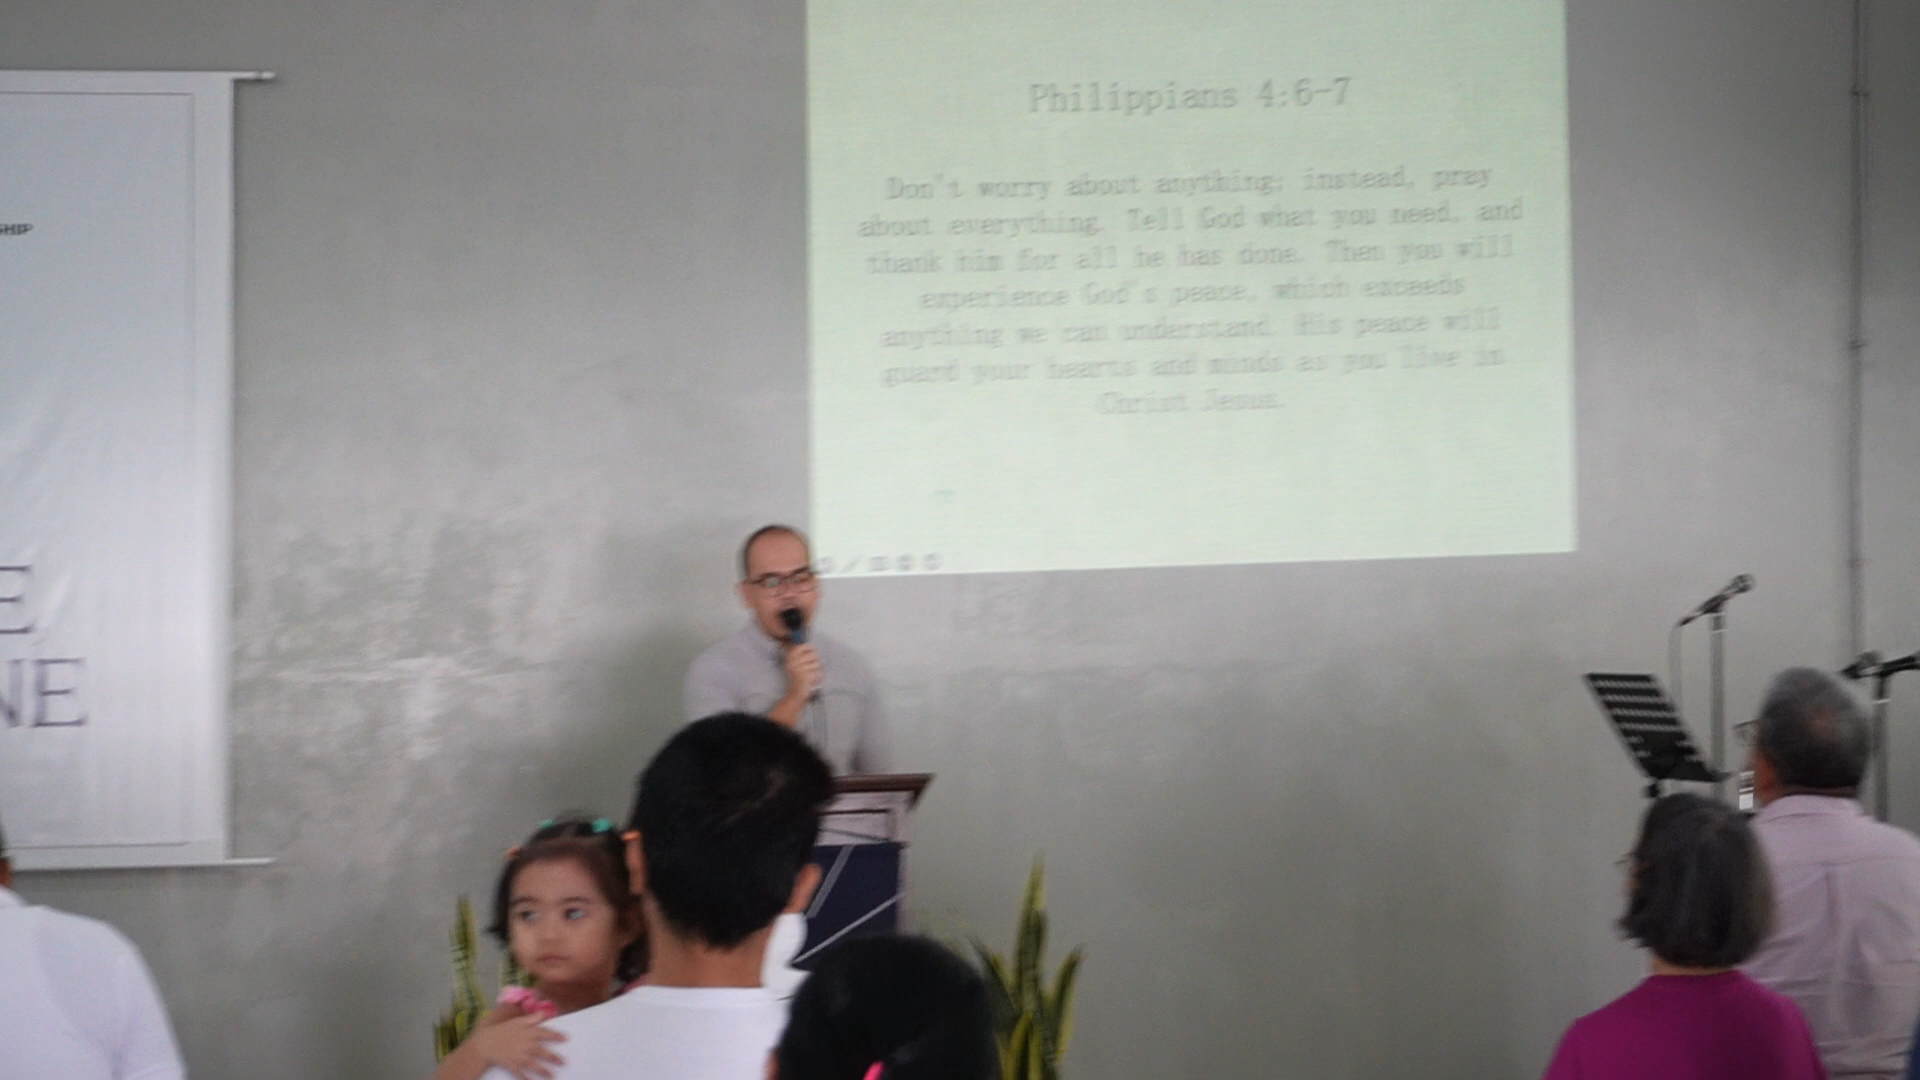 SHIP
E,
NE
Philippians 4:6-7
Don't worry about anything; instead, pray
about everything. Tell God what you need, and
thank him for all he has done. Then you will
experience God's peace, which exceeds
anything we can understand. His peace will
guard your hearts and minds as you live in
Christ Jesus.